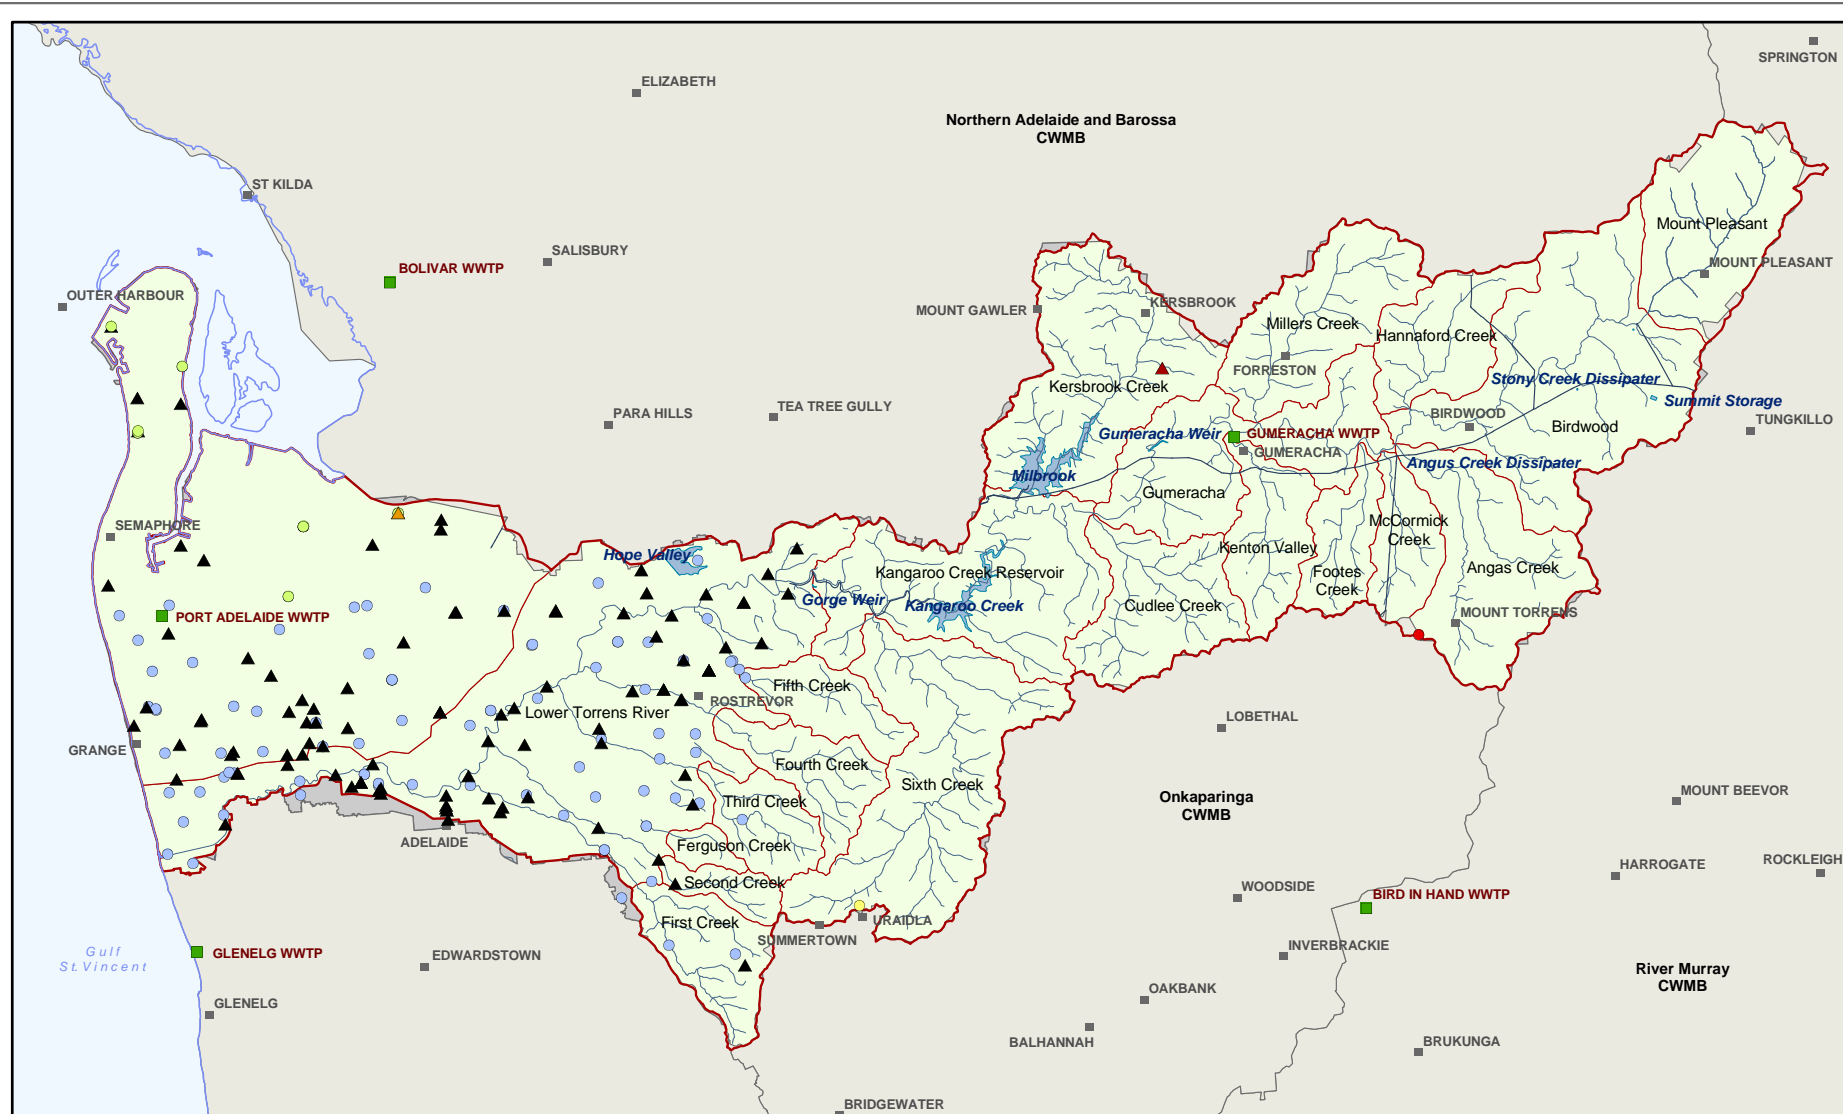 SPRINGTON
ELIZABETH
Northern Adelaide and Barossa
CWMB
ST KILDA
Mount Pleasant
SALISBURY
BOLIVAR WWTP
MOUNT PLEASANT
OUTER HARBOUR
KERSBROOK
MOUNT GAWLER
Millers Creek
Hannaford Creek
FORRESTON
Stony Creek Dissipater
Kersbrook Creek
Summit Storage
TEA TREE GULLY
PARA HILLS
BIRDWOOD
TUNGKILLO
Birdwood
Gumeracha Weir
GUMERACHA WWTP
GUMERACHA
Angus Creek Dissipater
Milbrook
Gumeracha
McCormick
Creek
SEMAPHORE
Kenton Valley
Hope Valley
Angas Creek
Kangaroo Creek Reservoir
Footes
Creek
Gorge Weir
Kangaroo Creek
Cudlee Creek
MOUNT TORRENS
PORT ADELAIDE WWTP
Fifth Creek
ROSTREVOR
Lower Torrens River
LOBETHAL
GRANGE
Fourth Creek
Sixth Creek
MOUNT BEEVOR
Onkaparinga
CWMB
Third Creek
ADELAIDE
Ferguson Creek
ROCKLEIGH
HARROGATE
Second Creek
WOODSIDE
BIRD IN HAND WWTP
First Creek
URAIDLA
SUMMERTOWN
INVERBRACKIE
Gulf
St.Vincent
GLENELG WWTP
EDWARDSTOWN
River Murray
CWMB
OAKBANK
GLENELG
BALHANNAH
BRUKUNGA
BRIDGEWATER